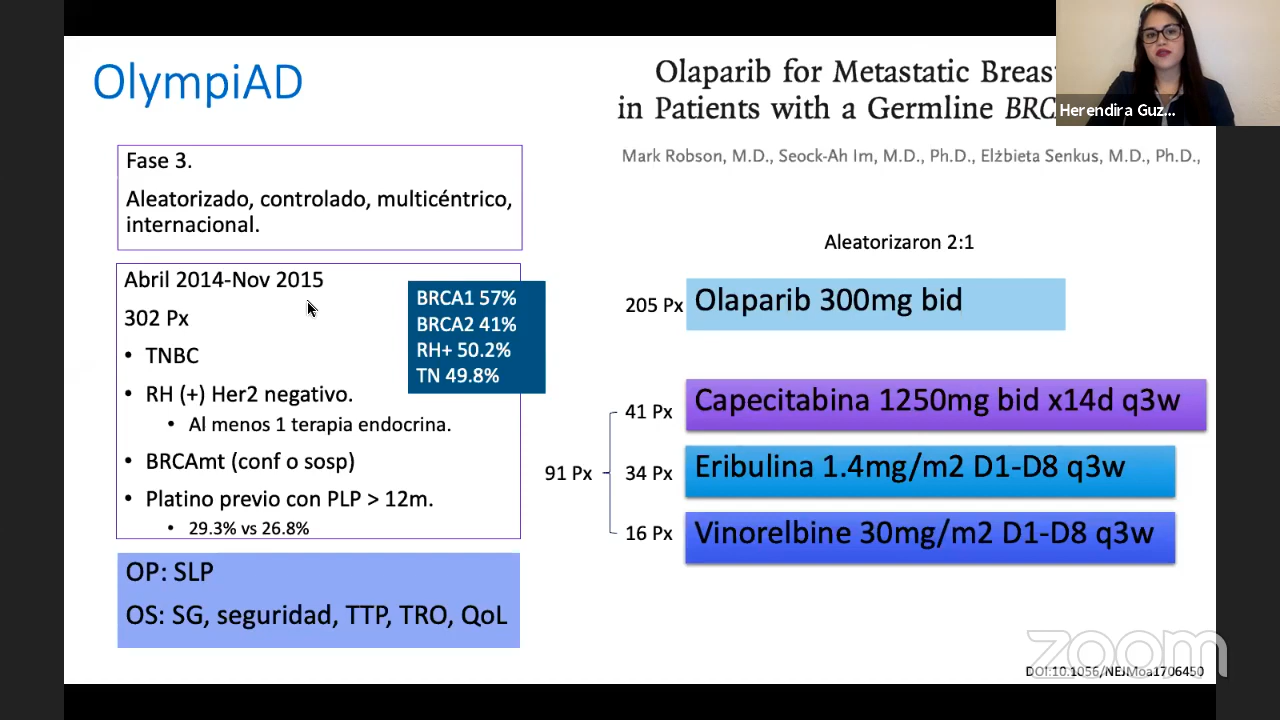 OlympiAD
Olaparib for Metastatic Breast
in Patients with a Germline BRC
Mark Robson, M.D., Seock-Ah Im, M.D., Ph.D., Elżbieta Senkus, M.D., Ph.D.,
Herendira Guz...
Fase 3.
Aleatorizado, controlado, multicéntrico,
internacional.
Abril 2014-Nov 2015
302 Px
• TNBC
• RH (+) Her2 negativo.
• Al menos 1 terapia endocrina.
• BRCAmt (conf o sosp)
• Platino previo con PLP > 12m.
• 29.3% vs 26.8%
BRCA1 57%
BRCA2 41%
RH+ 50.2%
TN 49.8%
OP: SLP
OS: SG, seguridad, TTP, TRO, QoL
Aleatorizaron 2:1
205 Px Olaparib 300mg bid
91 Px
41 Px Capecitabina 1250mg bid x14d q3w
34 Px Eribulina 1.4mg/m2 D1-D8 q3w
16 Px Vinorelbine 30mg/m2 D1-D8 q3w
zoom
DOI:10.1056/NEJMoa1706450